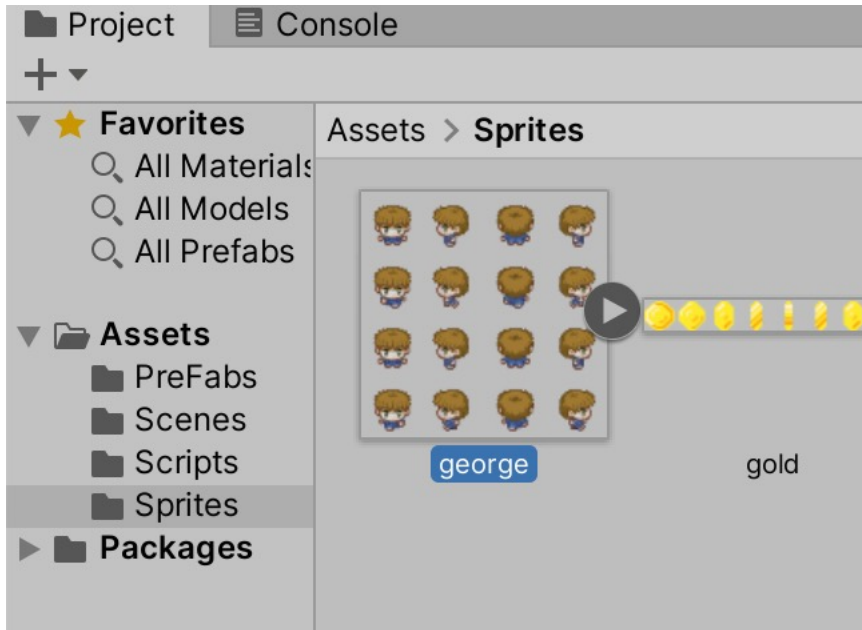 Project
Console
Favorites
All Materials
All Models
All Prefabs
Assets
PreFabs
Scenes
Scripts
Sprites
Packages
Assets > Sprites
george
gold